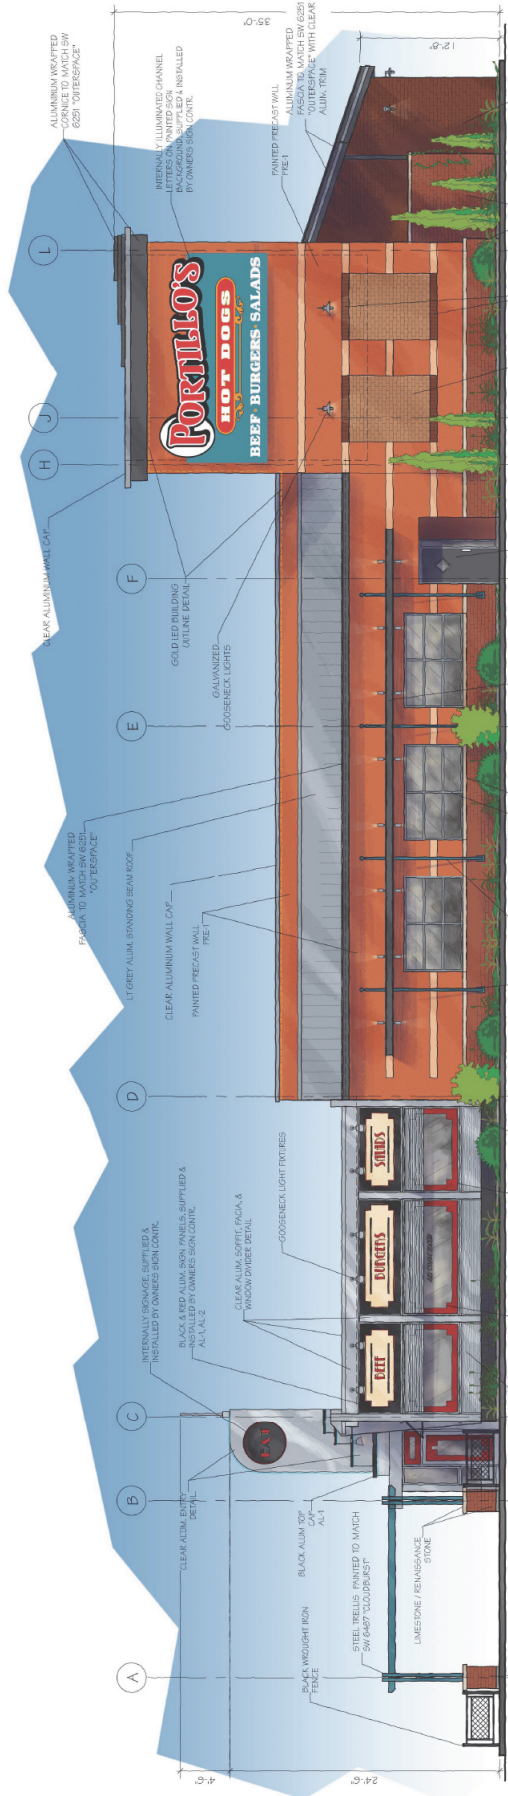 A
B
C
D
E
F
H
J
L
CLEAR ALUM. ENTRY
DETAIL
INTERNALLY SIGNAGE, SUPPLIED &
INSTALLED BY OWNERS SIGN CONTR.
BLACK & RED ALUM. SIGN PANELS, SUPPLIED &
INSTALLED BY OWNERS SIGN CONTR.
AL-1, AL-2
CLEAR ALUM. SOFFIT, FACIA, &
WINDOW DIVIDER DETAIL
GOOSENECK LIGHT FIXTURES
BLACK ALUM TOP
CAP
AL-1
BLACK WROUGHT IRON
FENCE
STEEL TRELLIS PAINTED TO MATCH
SW 6487 "CLOUDBURST"
LIMESTONE / RENAISSANCE
STONE
ALUMINUM WRAPPED
FASCIA TO MATCH SW 6251
"OUTERSPACE"
LT GREY ALUM. STANDING SEAM ROOF
CLEAR ALUMINUM WALL CAP
PAINTED PRECAST WALL
PRE-1
CLEAR ALUMINUM WALL CAP
GOLD LED BUILDING
OUTLINE DETAIL
GALVANIZED
GOOSENECK LIGHTS
ALUMINUM WRAPPED
CORNICE TO MATCH SW
6251 "OUTERSPACE"
INTERNALLY ILLUMINATED CHANNEL
LETTERS ON PAINTED SIGN
BACKGROUND, SUPPLIED & INSTALLED
BY OWNERS SIGN CONTR.
PAINTED PRECAST WALL
PRE-1
ALUMINUM WRAPPED
FASCIA TO MATCH SW 6251
"OUTERSPACE" WITH CLEAR
ALUM. TRIM
EAT
BEEF
BURGERS
SALADS
PORTILLO'S
HOT DOGS
BEEF · BURGERS · SALADS
4'-6"
24'-6"
35'-0"
12'-8"